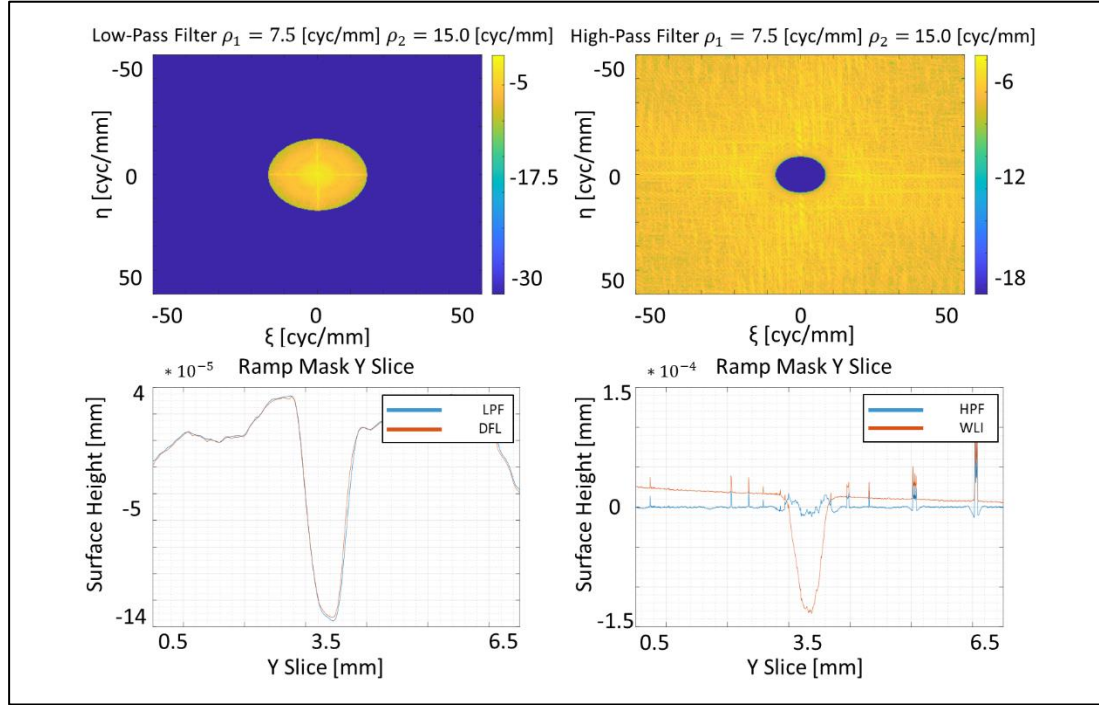 Low-Pass Filter ρ₁ = 7.5 [cyc/mm] ρ₂ = 15.0 [cyc/mm]
High-Pass Filter ρ₁ = 7.5 [cyc/mm] ρ₂ = 15.0 [cyc/mm]
-50
0
50
η [cyc/mm]
-50
0
50
ξ [cyc/mm]
-5
-17.5
-30
-50
0
50
η [cyc/mm]
-50
0
50
ξ [cyc/mm]
-6
-12
-18
* 10⁻⁵
Ramp Mask Y Slice
4
-5
-14
Surface Height [mm]
LPF
DFL
0.5
3.5
6.5
Y Slice [mm]
* 10⁻⁴
Ramp Mask Y Slice
1.5
0
-1.5
Surface Height [mm]
HPF
WLI
0.5
3.5
6.5
Y Slice [mm]